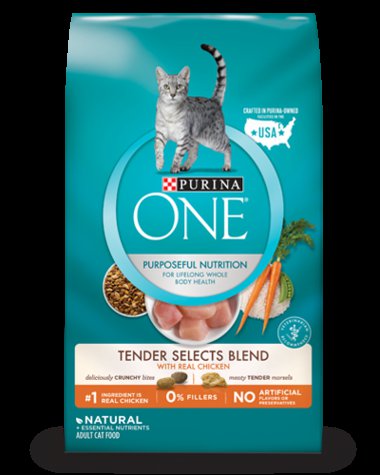 CRAFTED IN PURINA-OWNED
FACILITIES IN THE
USA
PURINA
ONE
PURPOSEFUL NUTRITION
FOR LIFELONG WHOLE
BODY HEALTH
VETERINARIAN
RECOMMENDED
TENDER SELECTS BLEND
WITH REAL CHICKEN
deliciously CRUNCHY bites
meaty TENDER morsels
#1 INGREDIENT IS
REAL CHICKEN
0% FILLERS
NO ARTIFICIAL
FLAVORS OR
PRESERVATIVES
NATURAL
+ ESSENTIAL NUTRIENTS
ADULT CAT FOOD